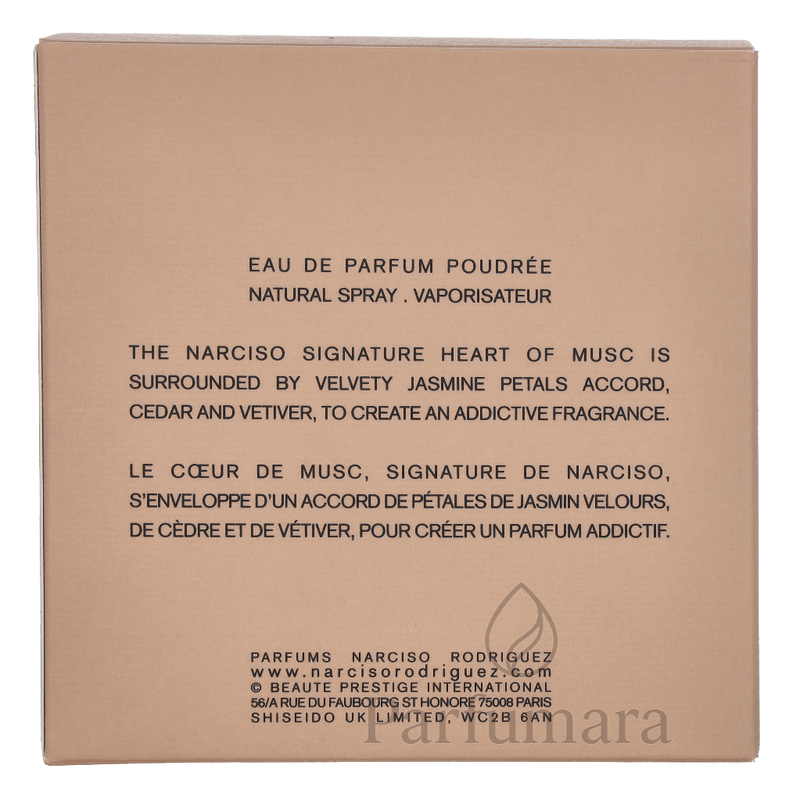 EAU DE PARFUM POUDRÉE
NATURAL SPRAY . VAPORISATEUR
THE NARCISO SIGNATURE HEART OF MUSC IS
SURROUNDED BY VELVETY JASMINE PETALS ACCORD,
CEDAR AND VETIVER, TO CREATE AN ADDICTIVE FRAGRANCE.
LE CŒUR DE MUSC, SIGNATURE DE NARCISO,
S'ENVELOPPE D'UN ACCORD DE PÉTALES DE JASMIN VELOURS,
DE CÈDRE ET DE VÉTIVER, POUR CRÉER UN PARFUM ADDICTIF.
PARFUMS NARCISO RODRIGUEZ
www.narcisorodriguez.com
© BEAUTE PRESTIGE INTERNATIONAL
56/A RUE DU FAUBOURG ST HONORE 75008 PARIS
SHISEIDO UK LIMITED, WC2B 6AN
Parfumara